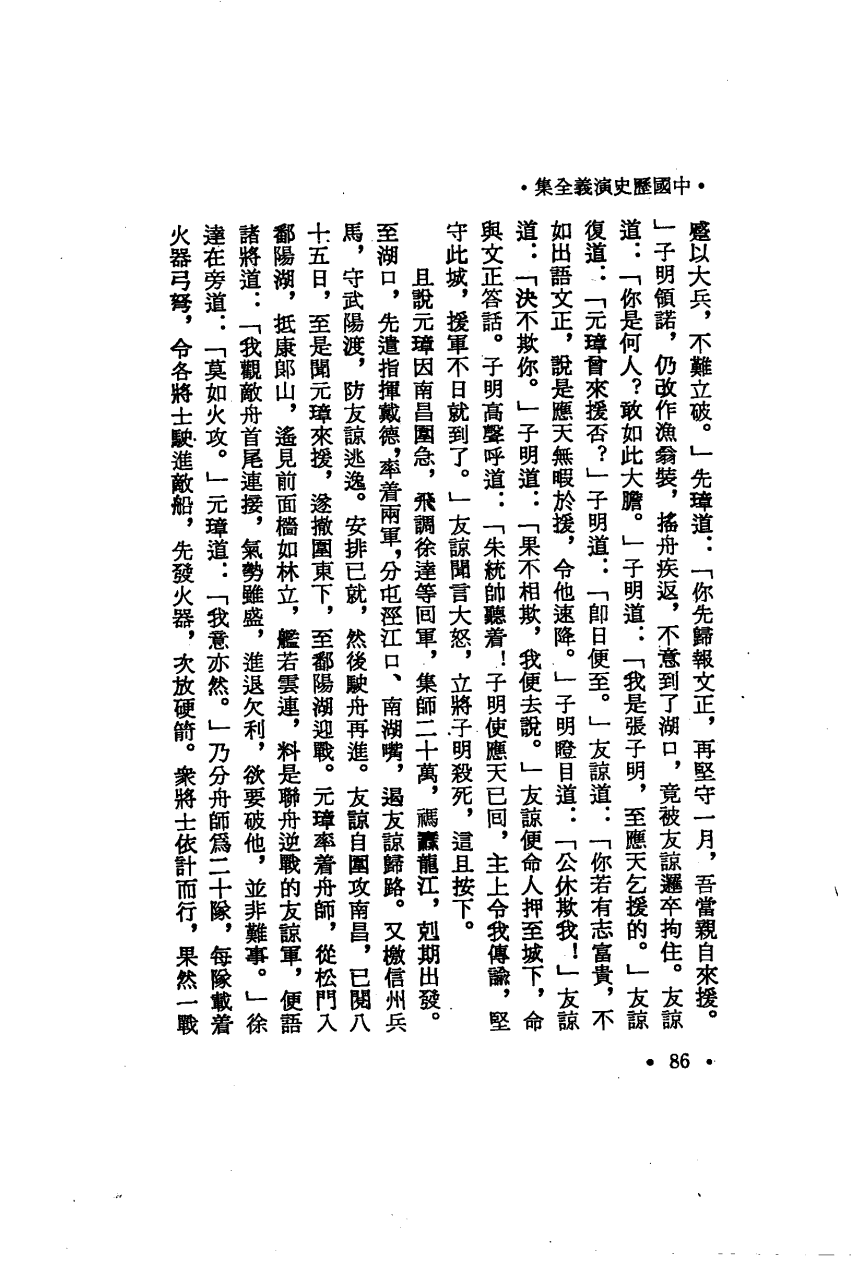 •中國歷史演義全集•
蹙以大兵，不難立破。」先璋道：「你先歸報文正，再堅守一月，吾當親自來援。
」子明領諾，仍改作漁翁裝，搖舟疾返，不意到了湖口，竟被友諒邏卒拘住。友諒
道：「你是何人？敢如此大膽。」子明道：「我是張子明，至應天乞援的。」友諒
復道：「元璋曾來援否？」子明道：「卽日便至。」友諒道：「你若有志富貴，不
如出語文正，說是應天無暇於援，令他速降。」子明瞪目道：「公休欺我！」友諒
道：「決不欺你。」子明道：「果不相欺，我便去說。」友諒便命人押至城下，命
與文正答話。子明高聲呼道：「朱統帥聽着！子明使應天已回，主上令我傳諭，堅
守此城，援軍不日就到了。」友諒聞言大怒，立將子明殺死，這且按下。
且說元璋因南昌圍急，飛調徐達等回軍，集師二十萬，禡纛龍江，剋期出發。
至湖口，先遣指揮戴德，率着兩軍，分屯涇江口、南湖嘴，遏友諒歸路。又檄信州兵
馬，守武陽渡，防友諒逃逸。安排已就，然後駛舟再進。友諒自圍攻南昌，已閱八
十五日，至是聞元璋來援，遂撤圍東下，至鄱陽湖迎戰。元璋率着舟師，從松門入
鄱陽湖，抵康郎山，遙見前面檣如林立，艦若雲連，料是聯舟逆戰的友諒軍，便語
諸將道：「我觀敵舟首尾連接，氣勢雖盛，進退欠利，欲要破他，並非難事。」徐
達在旁道：「莫如火攻。」元璋道：「我意亦然。」乃分舟師爲二十隊，每隊載着
火器弓弩，令各將士駛進敵船，先發火器，次放硬箭。衆將士依計而行，果然一戰
•86•